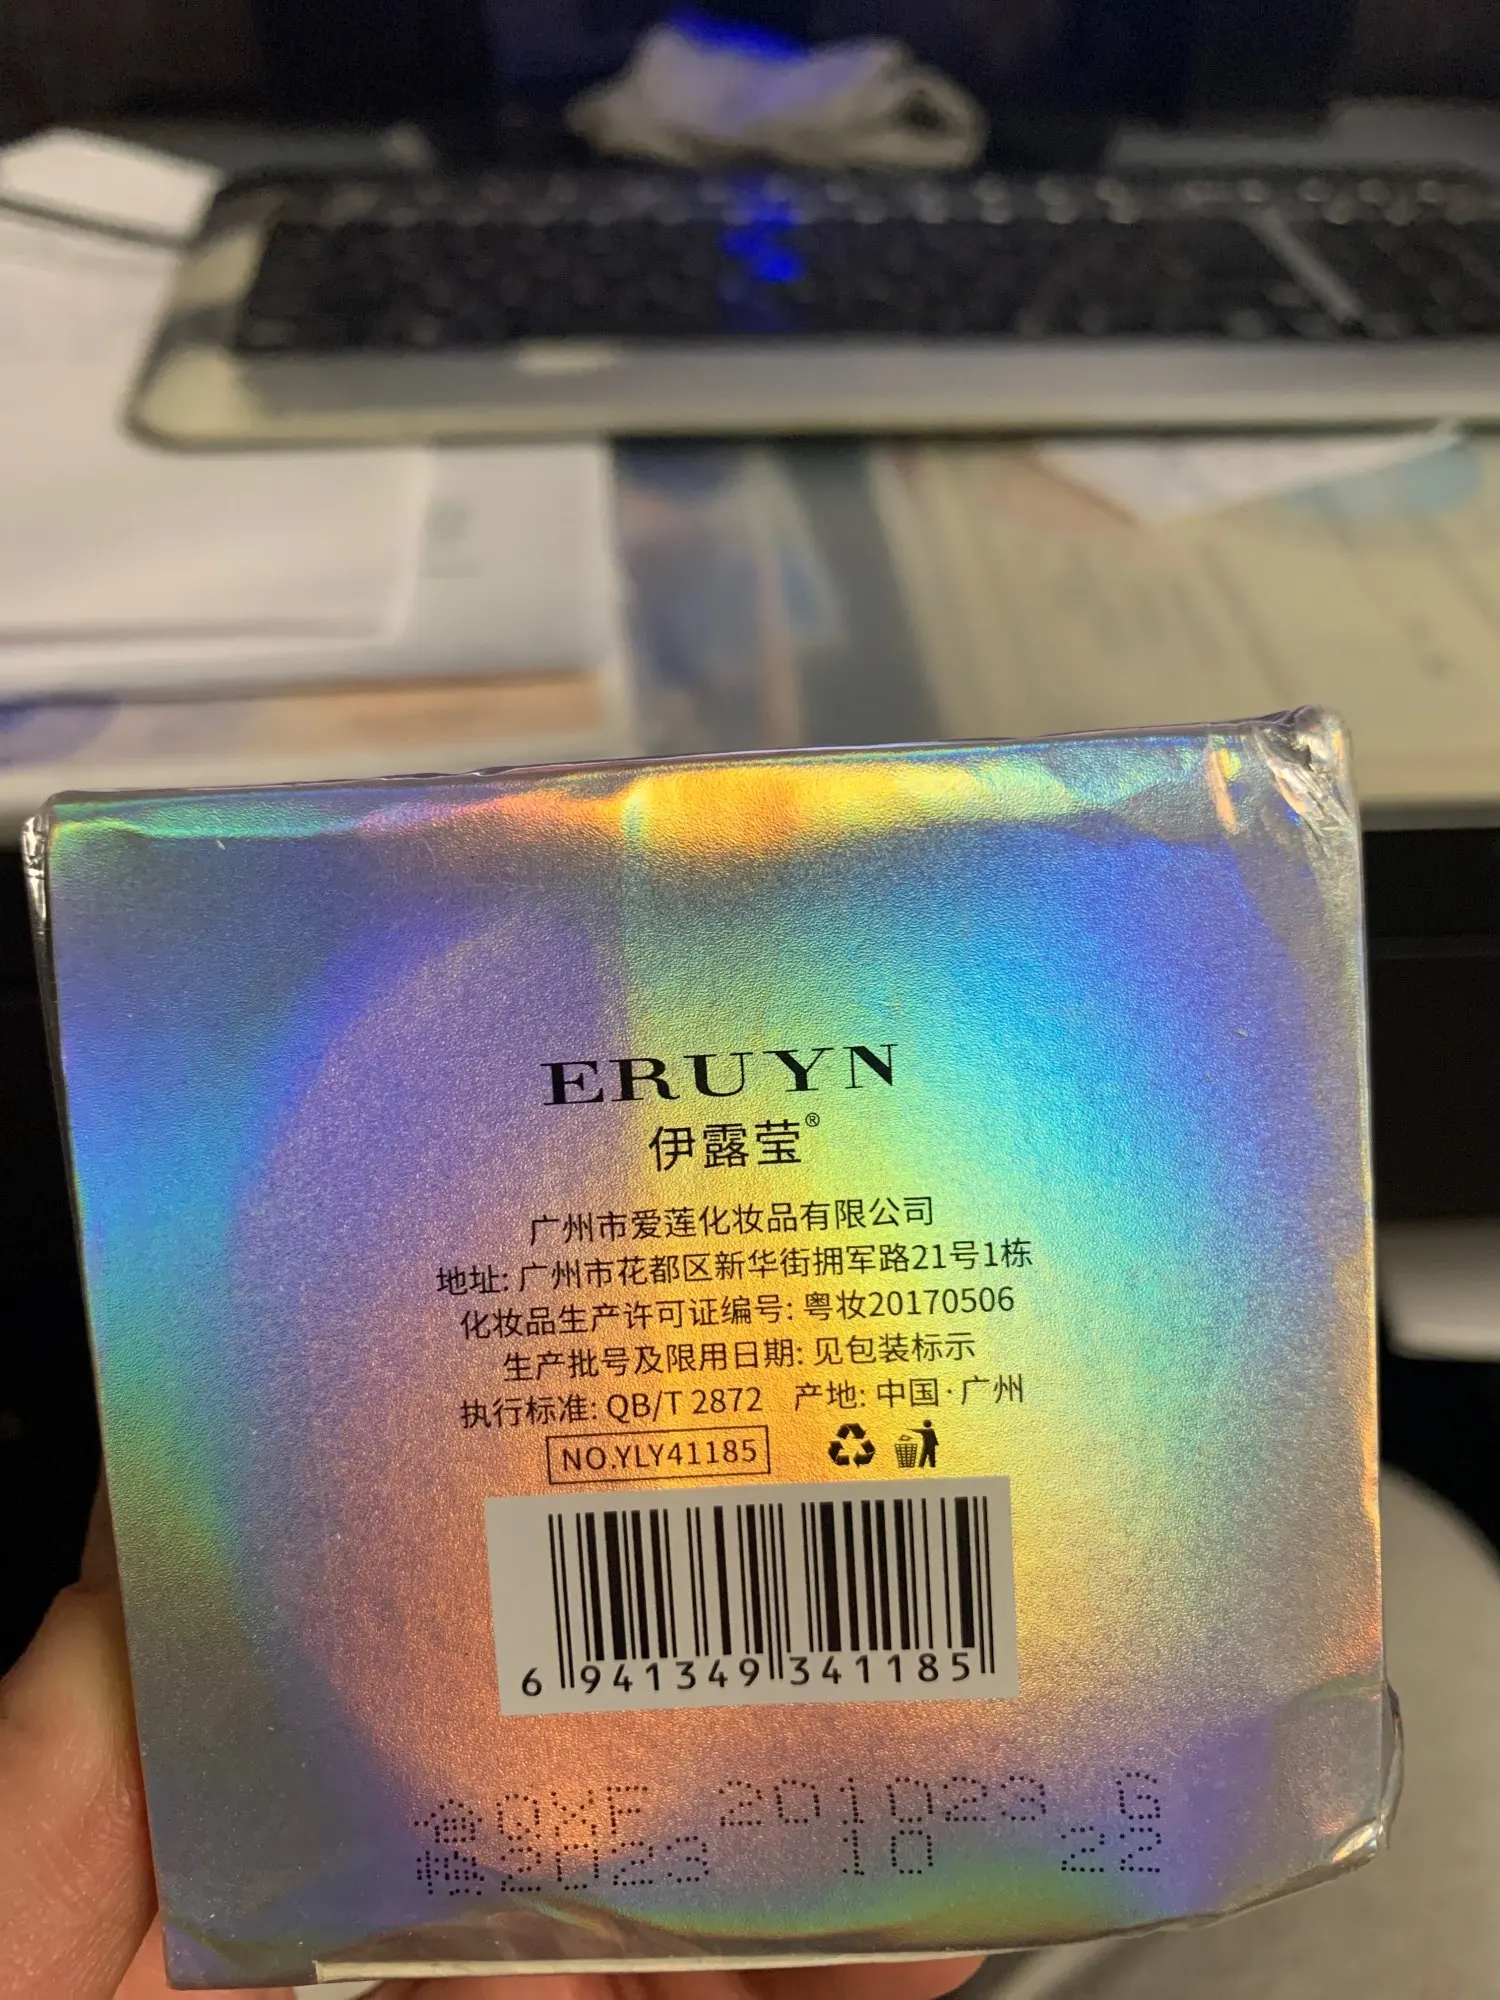 ERUYN
伊露莹®
广州市爱莲化妆品有限公司
地址: 广州市花都区新华街拥军路21号1栋
化妆品生产许可证编号: 粤妆20170506
生产批号及限用日期: 见包装标示
执行标准: QB/T 2872 产地: 中国·广州
NO.YLY41185
6 941349 341185
QXF 201023 G
2023 10 22